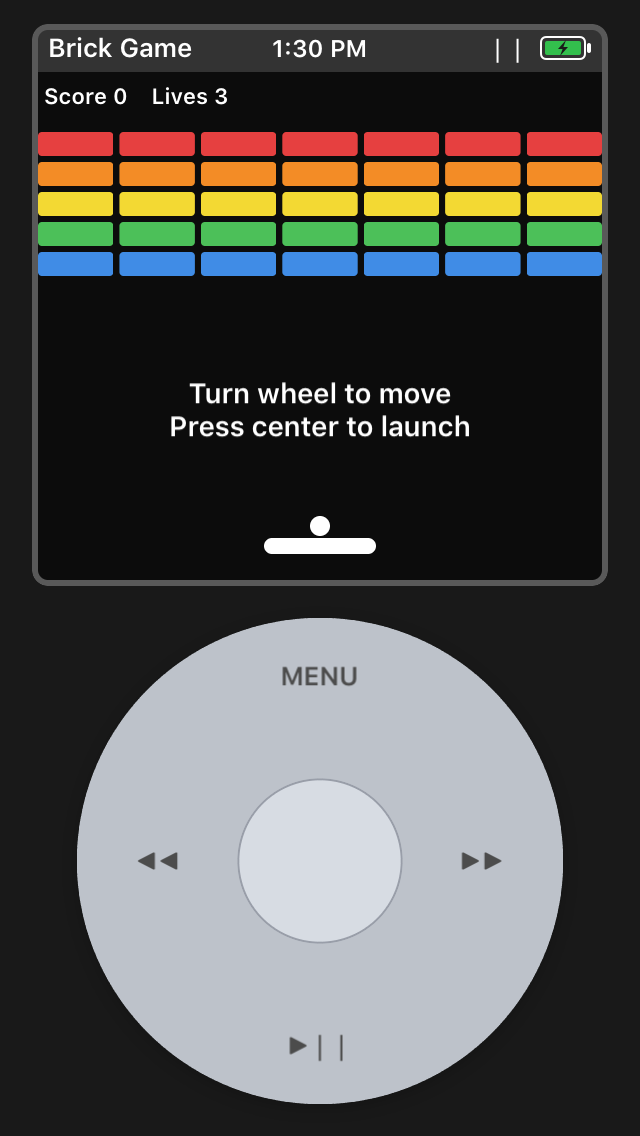 Brick Game 1:30 PM
Score 0 Lives 3
Turn wheel to move
Press center to launch
MENU